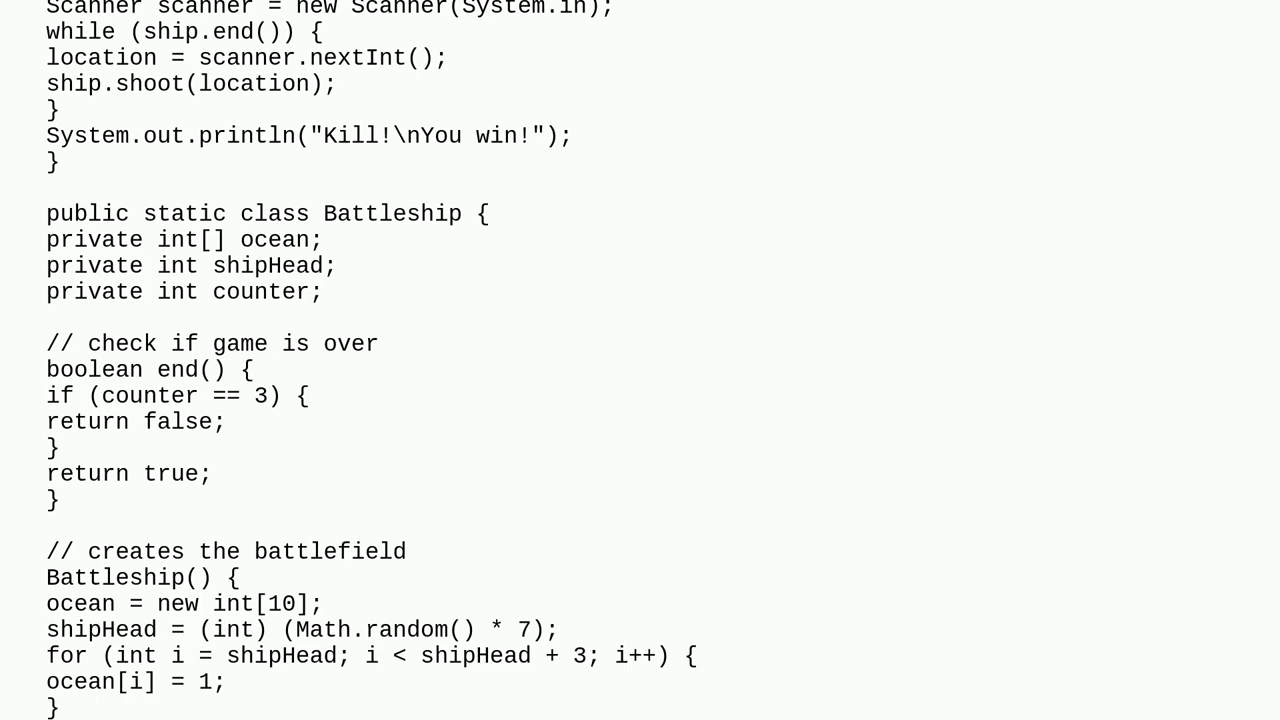 Scanner scanner = new Scanner(System.in);
while (ship.end()) {
location = scanner.nextInt();
ship.shoot(location);
}
System.out.println("Kill!\nYou win!");
}

public static class Battleship {
private int[] ocean;
private int shipHead;
private int counter;

// check if game is over
boolean end() {
if (counter == 3) {
return false;
}
return true;
}

// creates the battlefield
Battleship() {
ocean = new int[10];
shipHead = (int) (Math.random() * 7);
for (int i = shipHead; i < shipHead + 3; i++) {
ocean[i] = 1;
}